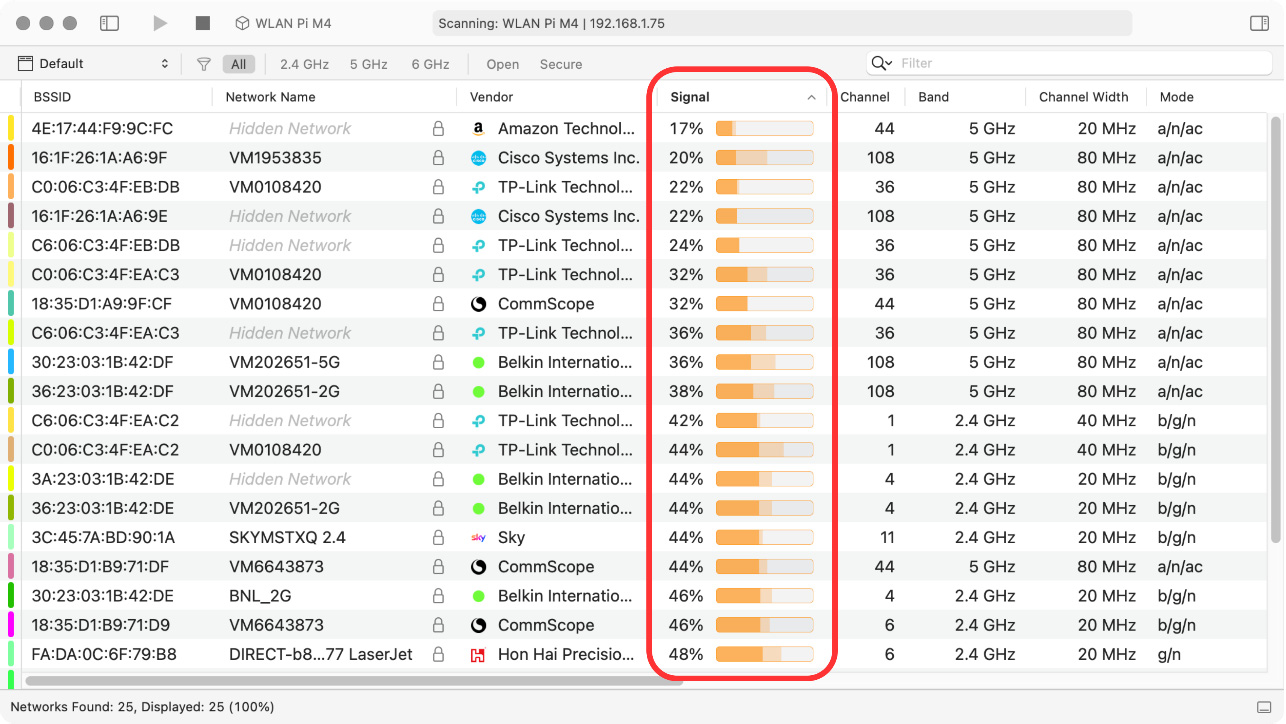 WLAN Pi M4 Scanning: WLAN Pi M4 | 192.168.1.75
Default All 2.4 GHz 5 GHz 6 GHz Open Secure Filter
BSSID Network Name Vendor Signal Channel Band Channel Width Mode
4E:17:44:F9:9C:FC Hidden Network a Amazon Technol... 17% 44 5 GHz 20 MHz a/n/ac
16:1F:26:1A:A6:9F VM1953835 Cisco Systems Inc. 20% 108 5 GHz 80 MHz a/n/ac
C0:06:C3:4F:EB:DB VM0108420 TP-Link Technol... 22% 36 5 GHz 80 MHz a/n/ac
16:1F:26:1A:A6:9E Hidden Network Cisco Systems Inc. 22% 108 5 GHz 80 MHz a/n/ac
C6:06:C3:4F:EB:DB Hidden Network TP-Link Technol... 24% 36 5 GHz 80 MHz a/n/ac
C0:06:C3:4F:EA:C3 VM0108420 TP-Link Technol... 32% 36 5 GHz 80 MHz a/n/ac
18:35:D1:A9:9F:CF VM0108420 CommScope 32% 44 5 GHz 80 MHz a/n/ac
C6:06:C3:4F:EA:C3 Hidden Network TP-Link Technol... 36% 36 5 GHz 80 MHz a/n/ac
30:23:03:1B:42:DF VM202651-5G Belkin Internatio... 36% 108 5 GHz 80 MHz a/n/ac
36:23:03:1B:42:DF VM202651-2G Belkin Internatio... 38% 108 5 GHz 80 MHz a/n/ac
C6:06:C3:4F:EA:C2 Hidden Network TP-Link Technol... 42% 1 2.4 GHz 40 MHz b/g/n
C0:06:C3:4F:EA:C2 VM0108420 TP-Link Technol... 44% 1 2.4 GHz 40 MHz b/g/n
3A:23:03:1B:42:DE Hidden Network Belkin Internatio... 44% 4 2.4 GHz 20 MHz b/g/n
36:23:03:1B:42:DE VM202651-2G Belkin Internatio... 44% 4 2.4 GHz 20 MHz b/g/n
3C:45:7A:BD:90:1A SKYMSTXQ 2.4 sky Sky 44% 11 2.4 GHz 20 MHz b/g/n
18:35:D1:B9:71:DF VM6643873 CommScope 44% 44 5 GHz 80 MHz a/n/ac
30:23:03:1B:42:DE BNL_2G Belkin Internatio... 46% 4 2.4 GHz 20 MHz b/g/n
18:35:D1:B9:71:D9 VM6643873 CommScope 46% 6 2.4 GHz 20 MHz b/g/n
FA:DA:0C:6F:79:B8 DIRECT-b8...77 LaserJet Hon Hai Precisio... 48% 6 2.4 GHz 20 MHz g/n
Networks Found: 25, Displayed: 25 (100%)